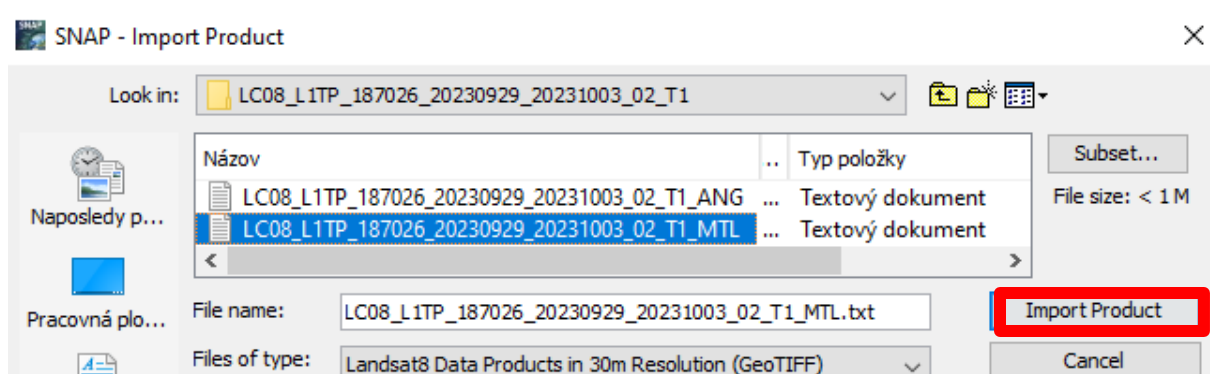 SNAP - Import Product
Look in: LC08_L1TP_187026_20230929_20231003_02_T1
Názov .. Typ položky
Subset...
LC08_L1TP_187026_20230929_20231003_02_T1_ANG ... Textový dokument
File size: < 1 M
LC08_L1TP_187026_20230929_20231003_02_T1_MTL ... Textový dokument
Naposledy p...
File name: LC08_L1TP_187026_20230929_20231003_02_T1_MTL.txt
Import Product
Pracovná plo...
Files of type: Landsat8 Data Products in 30m Resolution (GeoTIFF)
Cancel